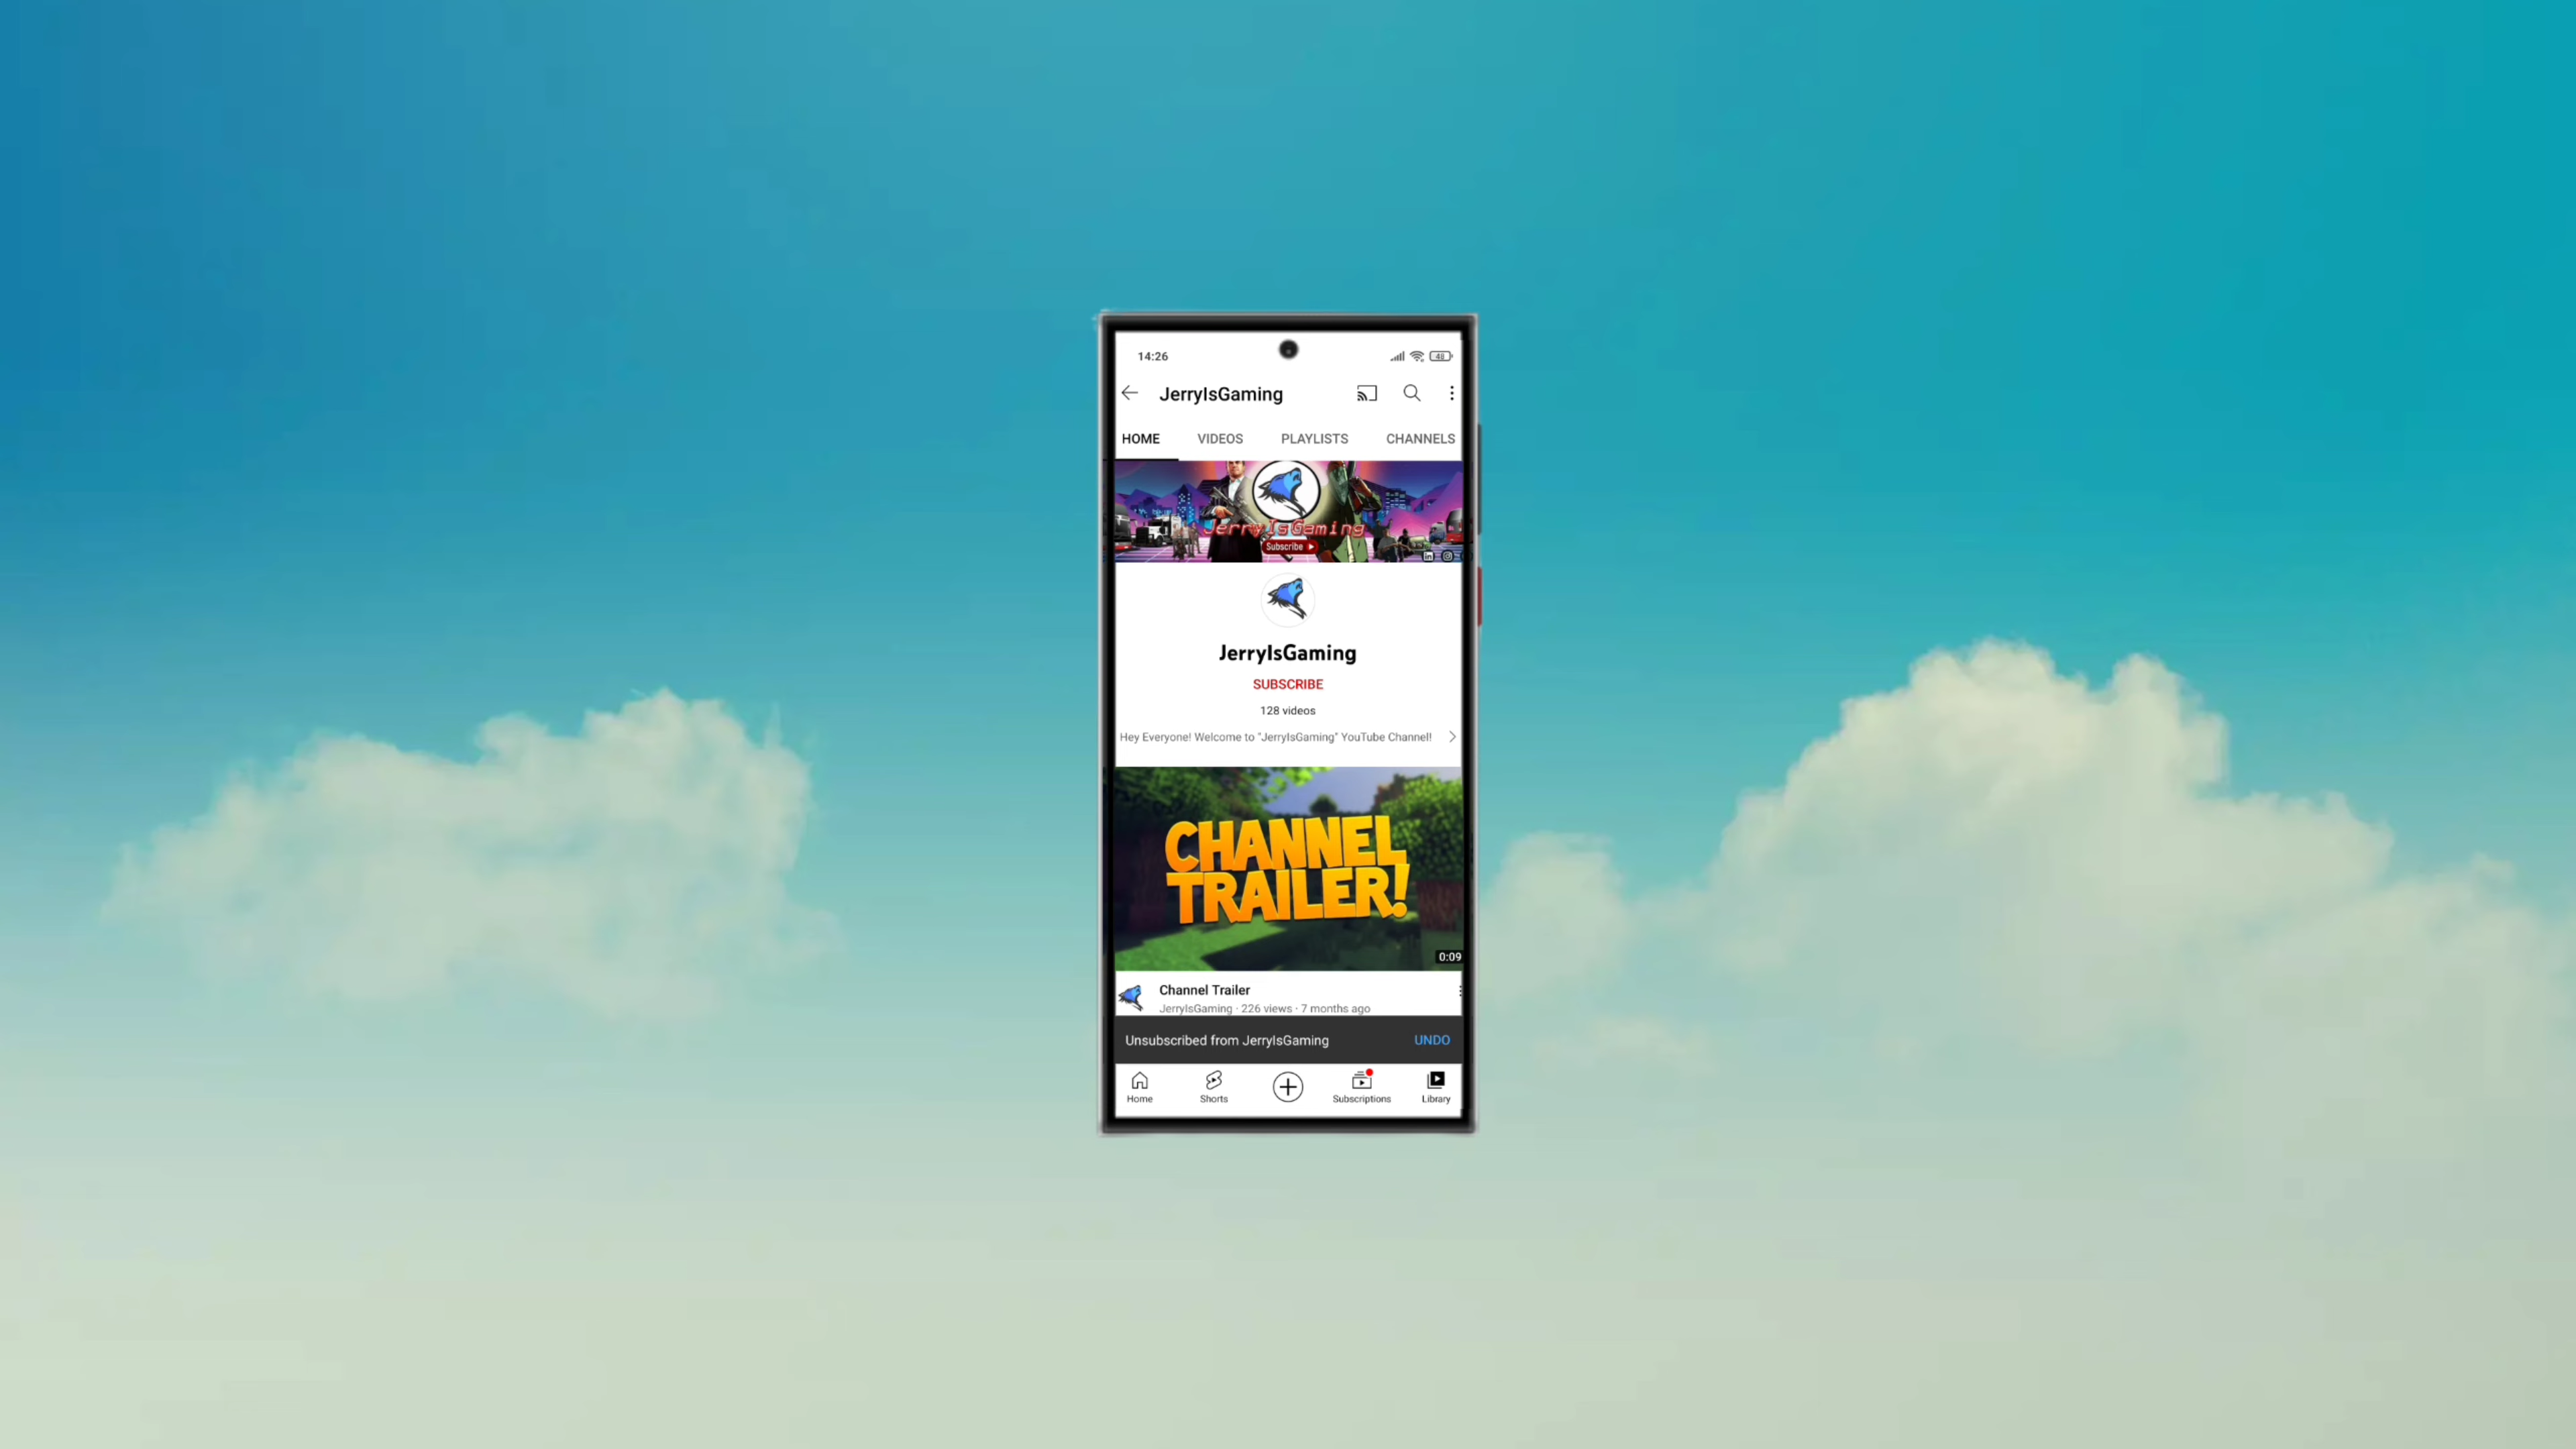 14:26
48
JerryIsGaming
HOME VIDEOS PLAYLISTS CHANNELS
JerryIsGaming
Subscribe
JerryIsGaming
SUBSCRIBE
128 videos
Hey Everyone! Welcome to "JerryIsGaming" YouTube Channel!
CHANNEL
TRAILER!
0:09
Channel Trailer
JerryIsGaming · 226 views · 7 months ago
Unsubscribed from JerryIsGaming UNDO
Home Shorts Subscriptions Library